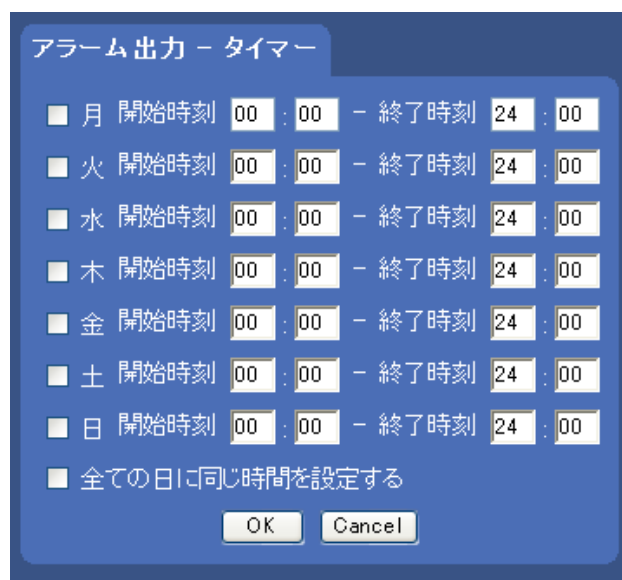 アラーム出力 － タイマー
月 開始時刻 00 : 00 － 終了時刻 24 : 00
火 開始時刻 00 : 00 － 終了時刻 24 : 00
水 開始時刻 00 : 00 － 終了時刻 24 : 00
木 開始時刻 00 : 00 － 終了時刻 24 : 00
金 開始時刻 00 : 00 － 終了時刻 24 : 00
土 開始時刻 00 : 00 － 終了時刻 24 : 00
日 開始時刻 00 : 00 － 終了時刻 24 : 00
全ての日に同じ時間を設定する
OK Cancel